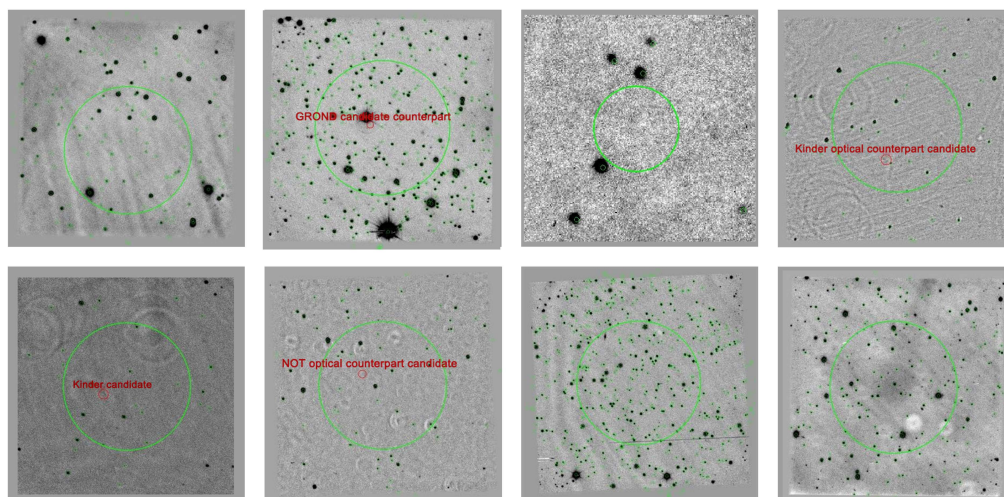 GROND candidate counterpart
Kinder optical counterpart candidate
Kinder candidate
NOT optical counterpart candidate